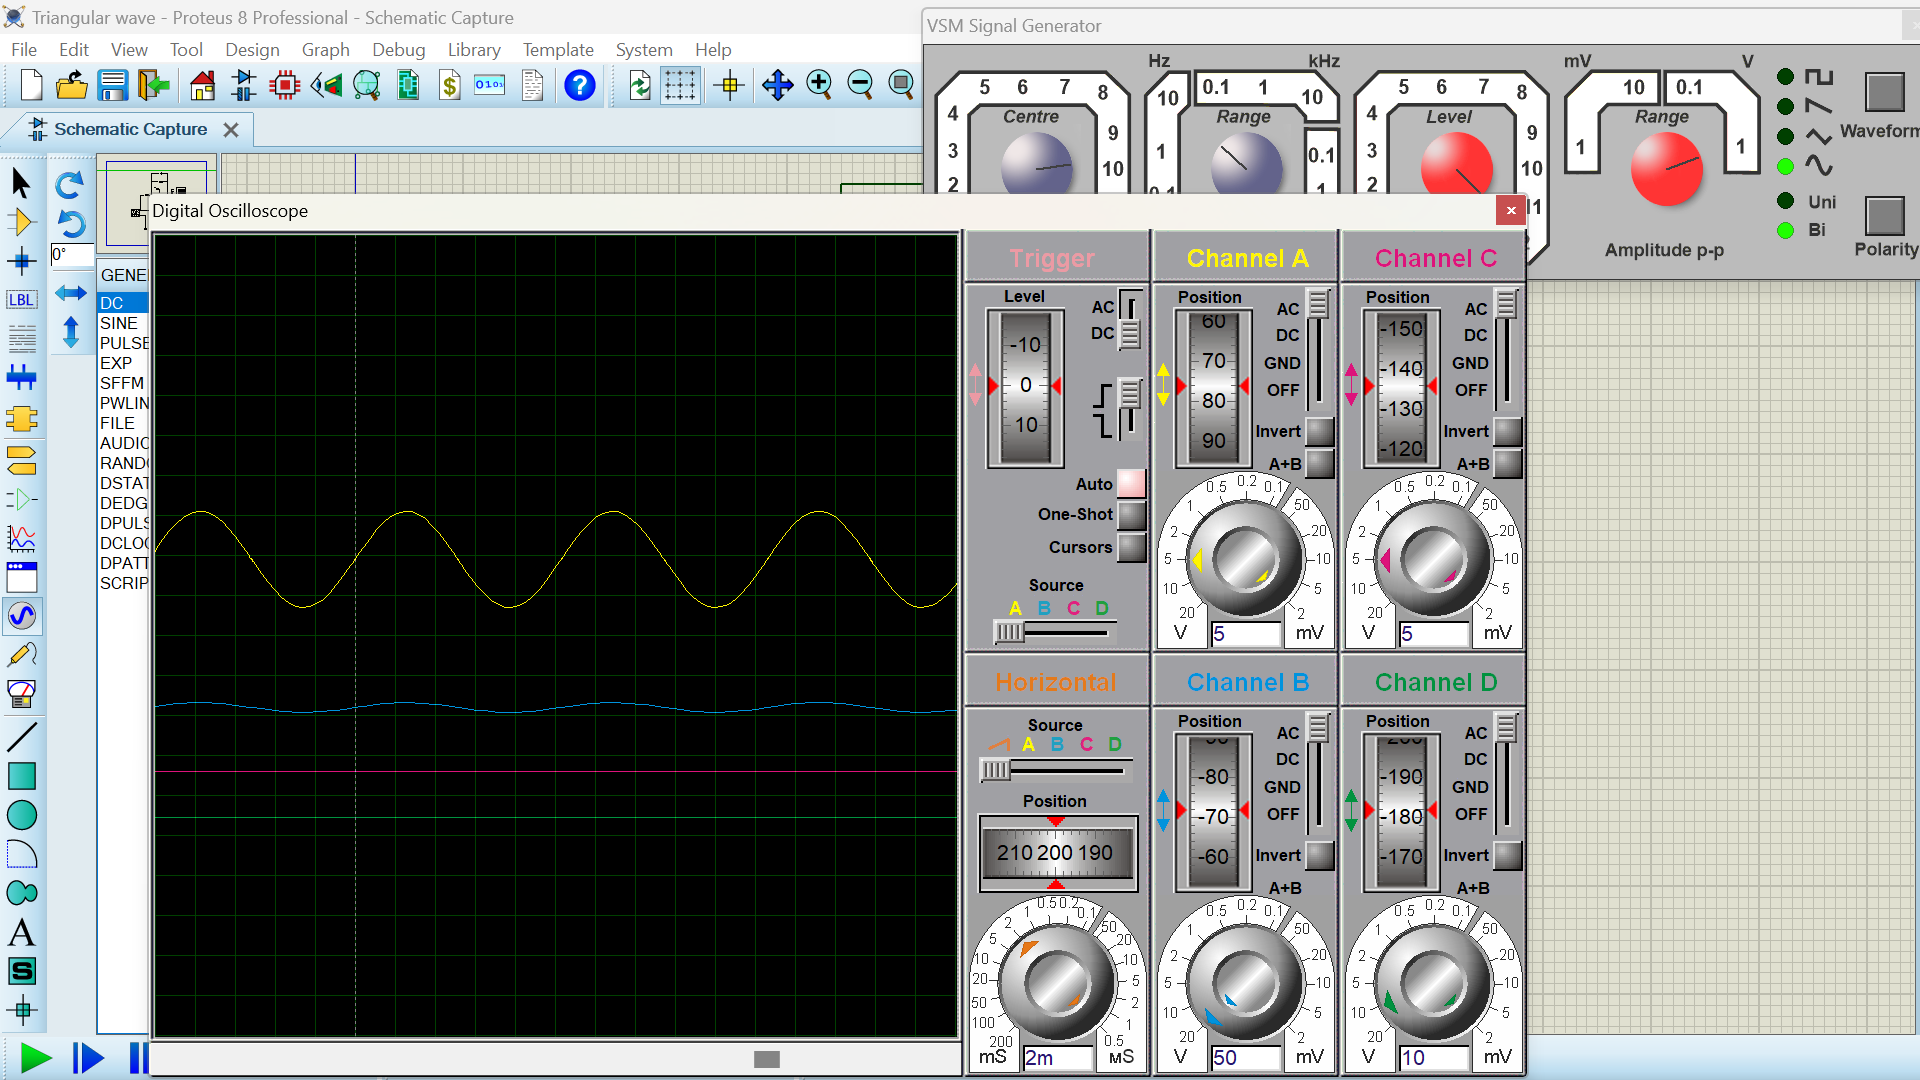 Triangular wave - Proteus 8 Professional - Schematic Capture
File Edit View Tool Design Graph Debug Library Template System Help
Schematic Capture
0°
DC
SINE
PULSE
EXP
SFFM
PWLIN
FILE
AUDIO
DCLOC
LBL
A
S
VSM Signal Generator
Hz kHz mV V
5 6 7 8
4 9
3 10
2
Centre
10 0.1 1 10
1 0.1
0.1 1
Range
5 6 7 8
4 9
3 10
2 11
Level
10 0.1
1 1
Range
Amplitude p-p
Waveform
Uni
Bi
Polarity
Digital Oscilloscope
Trigger
Level
AC
DC
-10
0
10
Auto
One-Shot
Cursors
Source
A B C D
Channel A
Position
AC
DC
GND
OFF
60
70
80
90
Invert
A+B
0.5 0.2 0.1
1 50
2 20
5 10
10 5
20 2
V 5 mV
Channel C
Position
AC
DC
GND
OFF
-150
-140
-130
-120
Invert
A+B
0.5 0.2 0.1
1 50
2 20
5 10
10 5
20 2
V 5 mV
Horizontal
Source
A B C D
Position
210 200 190
0.5 0.2
1 0.1
2 50
5 20
10 10
20 5
50 2
100 1
200 0.5
mS 2m µS
Channel B
Position
AC
DC
GND
OFF
-80
-70
-60
Invert
A+B
0.5 0.2 0.1
1 50
2 20
5 10
10 5
20 2
V 50 mV
Channel D
Position
AC
DC
GND
OFF
-190
-180
-170
Invert
A+B
0.5 0.2 0.1
1 50
2 20
5 10
10 5
20 2
V 10 mV